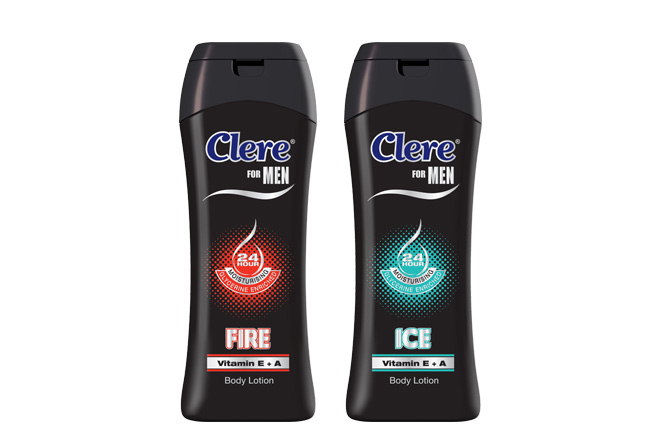 Clere®
FOR MEN
24
HOUR
MOISTURISING
GLYCERINE ENRICHED
FIRE
Vitamin E + A
Body Lotion
Clere®
FOR MEN
24
HOUR
MOISTURISING
GLYCERINE ENRICHED
ICE
Vitamin E + A
Body Lotion